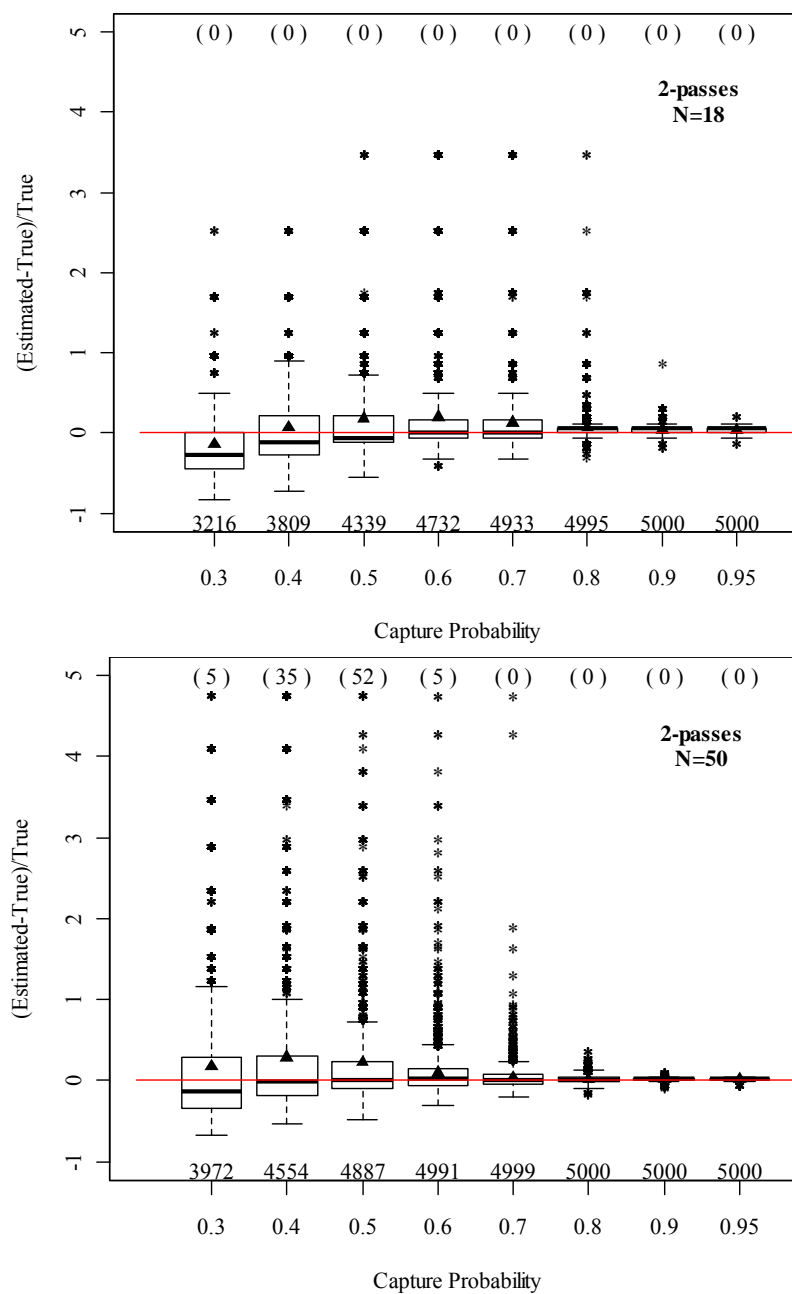 ( 0 ) ( 0 ) ( 0 ) ( 0 ) ( 0 ) ( 0 ) ( 0 ) ( 0 )
2-passes
N=18
5
4
3
2
1
0
-1
(Estimated-True)/True
3216 3809 4339 4732 4933 4995 5000 5000
0.3 0.4 0.5 0.6 0.7 0.8 0.9 0.95
Capture Probability
( 5 ) ( 35 ) ( 52 ) ( 5 ) ( 0 ) ( 0 ) ( 0 ) ( 0 )
2-passes
N=50
5
4
3
2
1
0
-1
(Estimated-True)/True
3972 4554 4887 4991 4999 5000 5000 5000
0.3 0.4 0.5 0.6 0.7 0.8 0.9 0.95
Capture Probability